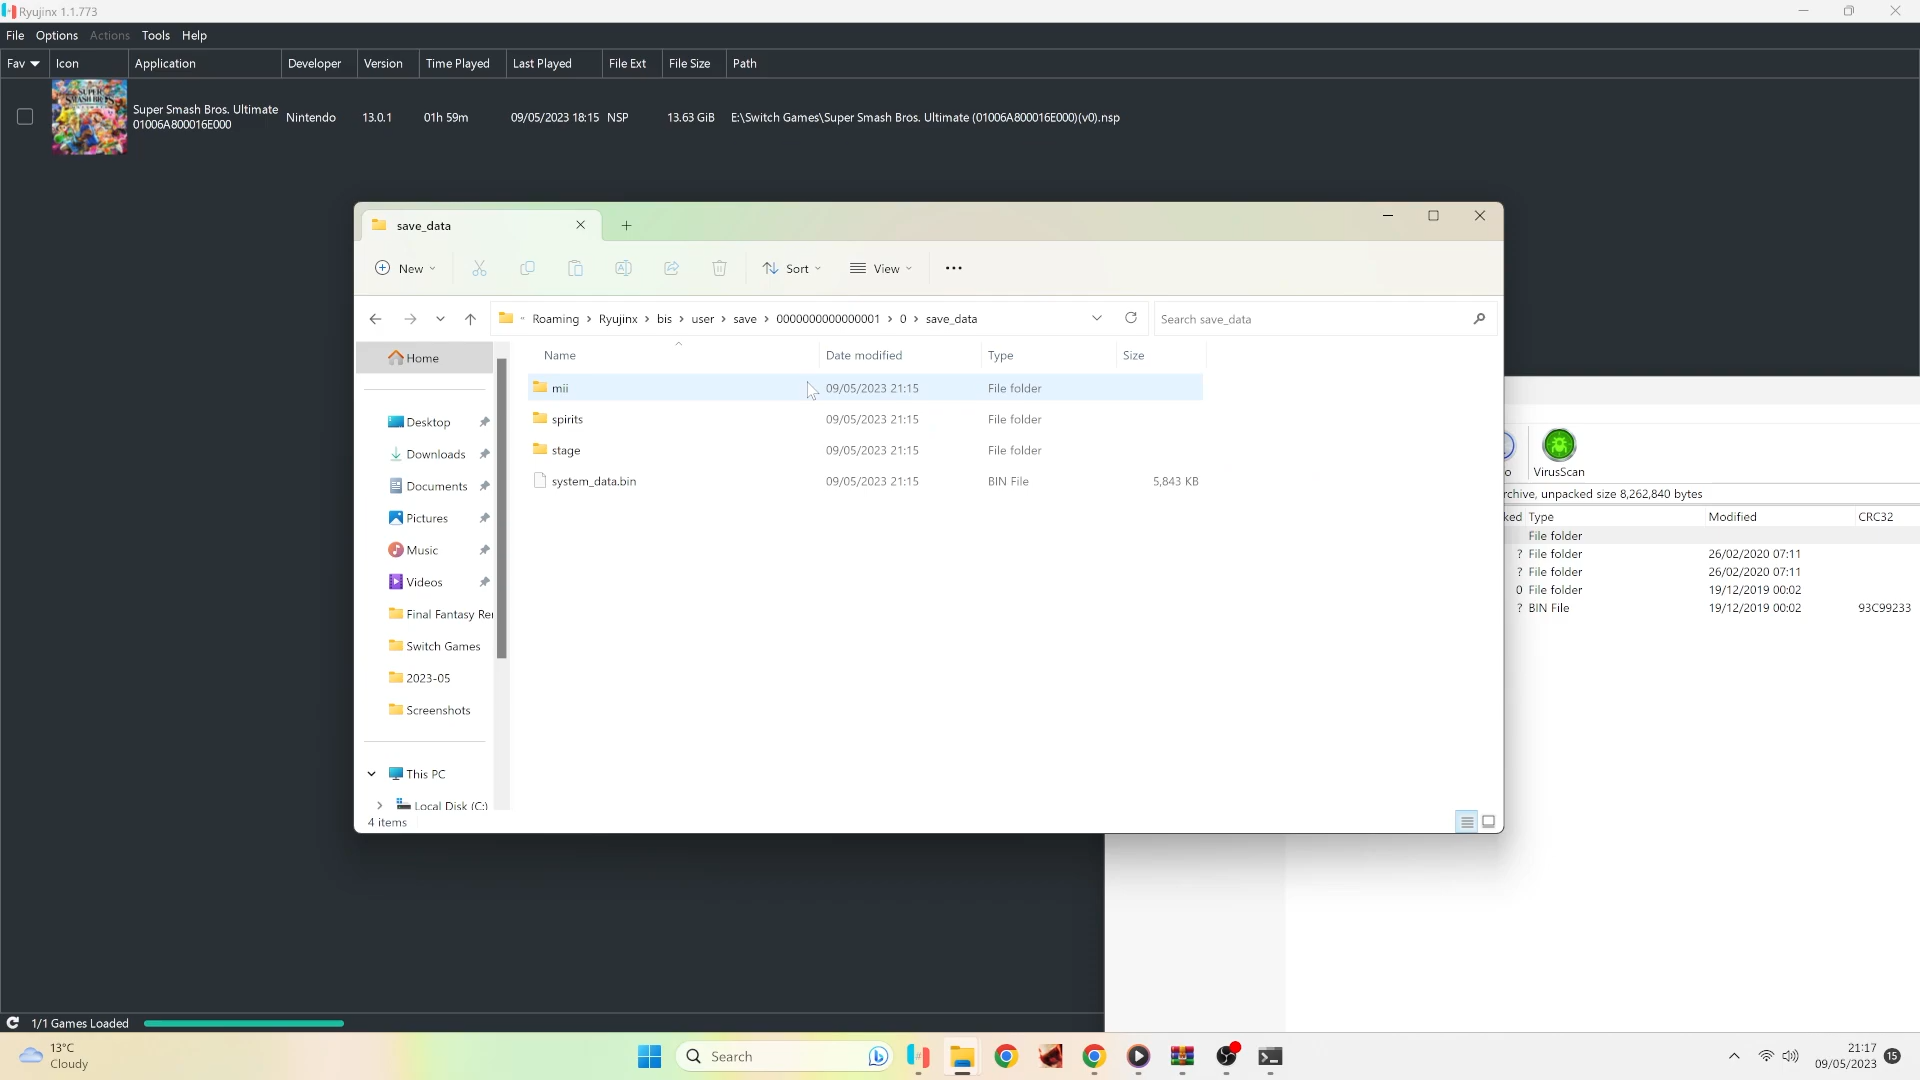 Ryujinx 1.1.773
File Options Actions Tools Help
Fav Icon Application Developer Version Time Played Last Played File Ext File Size Path
SUPER SMASH BROS. ULTIMATE
Super Smash Bros. Ultimate
01006A800016E000
Nintendo 13.0.1 01h 59m 09/05/2023 18:15 NSP 13.63 GiB E:\Switch Games\Super Smash Bros. Ultimate (01006A800016E000)(v0).nsp
save_data
New Sort View
Roaming Ryujinx bis user save 0000000000000001 0 save_data
Search save_data
Home
Desktop
Downloads
Documents
Pictures
Music
Videos
Final Fantasy Re
Switch Games
2023-05
Screenshots
This PC
Local Disk (C:)
Name Date modified Type Size
mii 09/05/2023 21:15 File folder
spirits 09/05/2023 21:15 File folder
stage 09/05/2023 21:15 File folder
system_data.bin 09/05/2023 21:15 BIN File 5,843 KB
4 items
o VirusScan
rchive, unpacked size 8,262,840 bytes
ked Type Modified CRC32
File folder
? File folder 26/02/2020 07:11
? File folder 26/02/2020 07:11
0 File folder 19/12/2019 00:02
? BIN File 19/12/2019 00:02 93C99233
1/1 Games Loaded
13°C
Cloudy
Search
21:17
09/05/2023
15